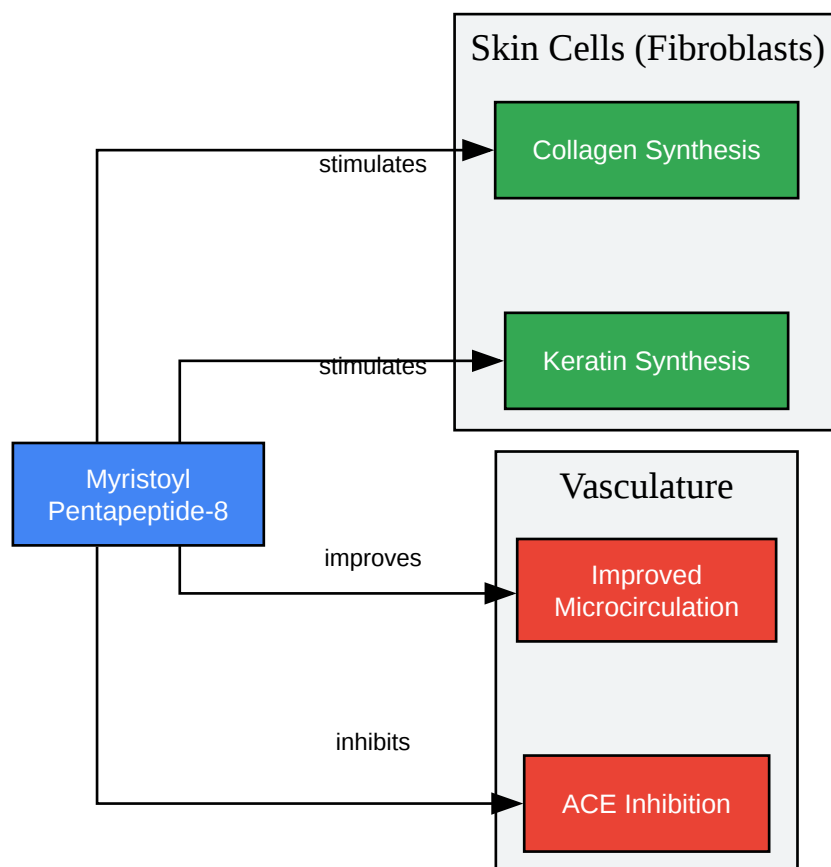 Skin Cells (Fibroblasts)
Collagen Synthesis
stimulates
Keratin Synthesis
stimulates
Myristoyl
Pentapeptide-8
Vasculature
improves
Improved
Microcirculation
inhibits
ACE Inhibition